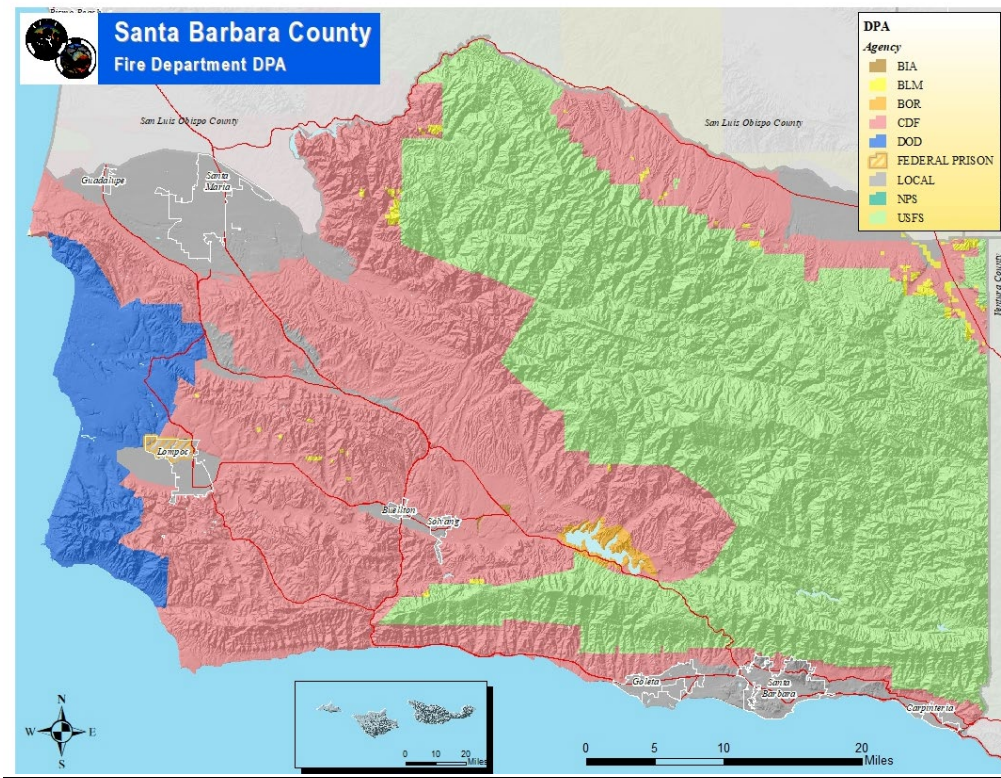 Santa Barbara County
Fire Department DPA
DPA
Agency
BIA
BLM
BOR
CDF
DOD
FEDERAL PRISON
LOCAL
NPS
USFS
San Luis Obispo County
San Luis Obispo County
Guadalupe
Santa
Maria
Ventura County
Lompoc
Buellton
Solvang
Goleta
Santa
Barbara
Carpinteria
N
W
E
S
0 10 20
Miles
0 5 10 20
Miles